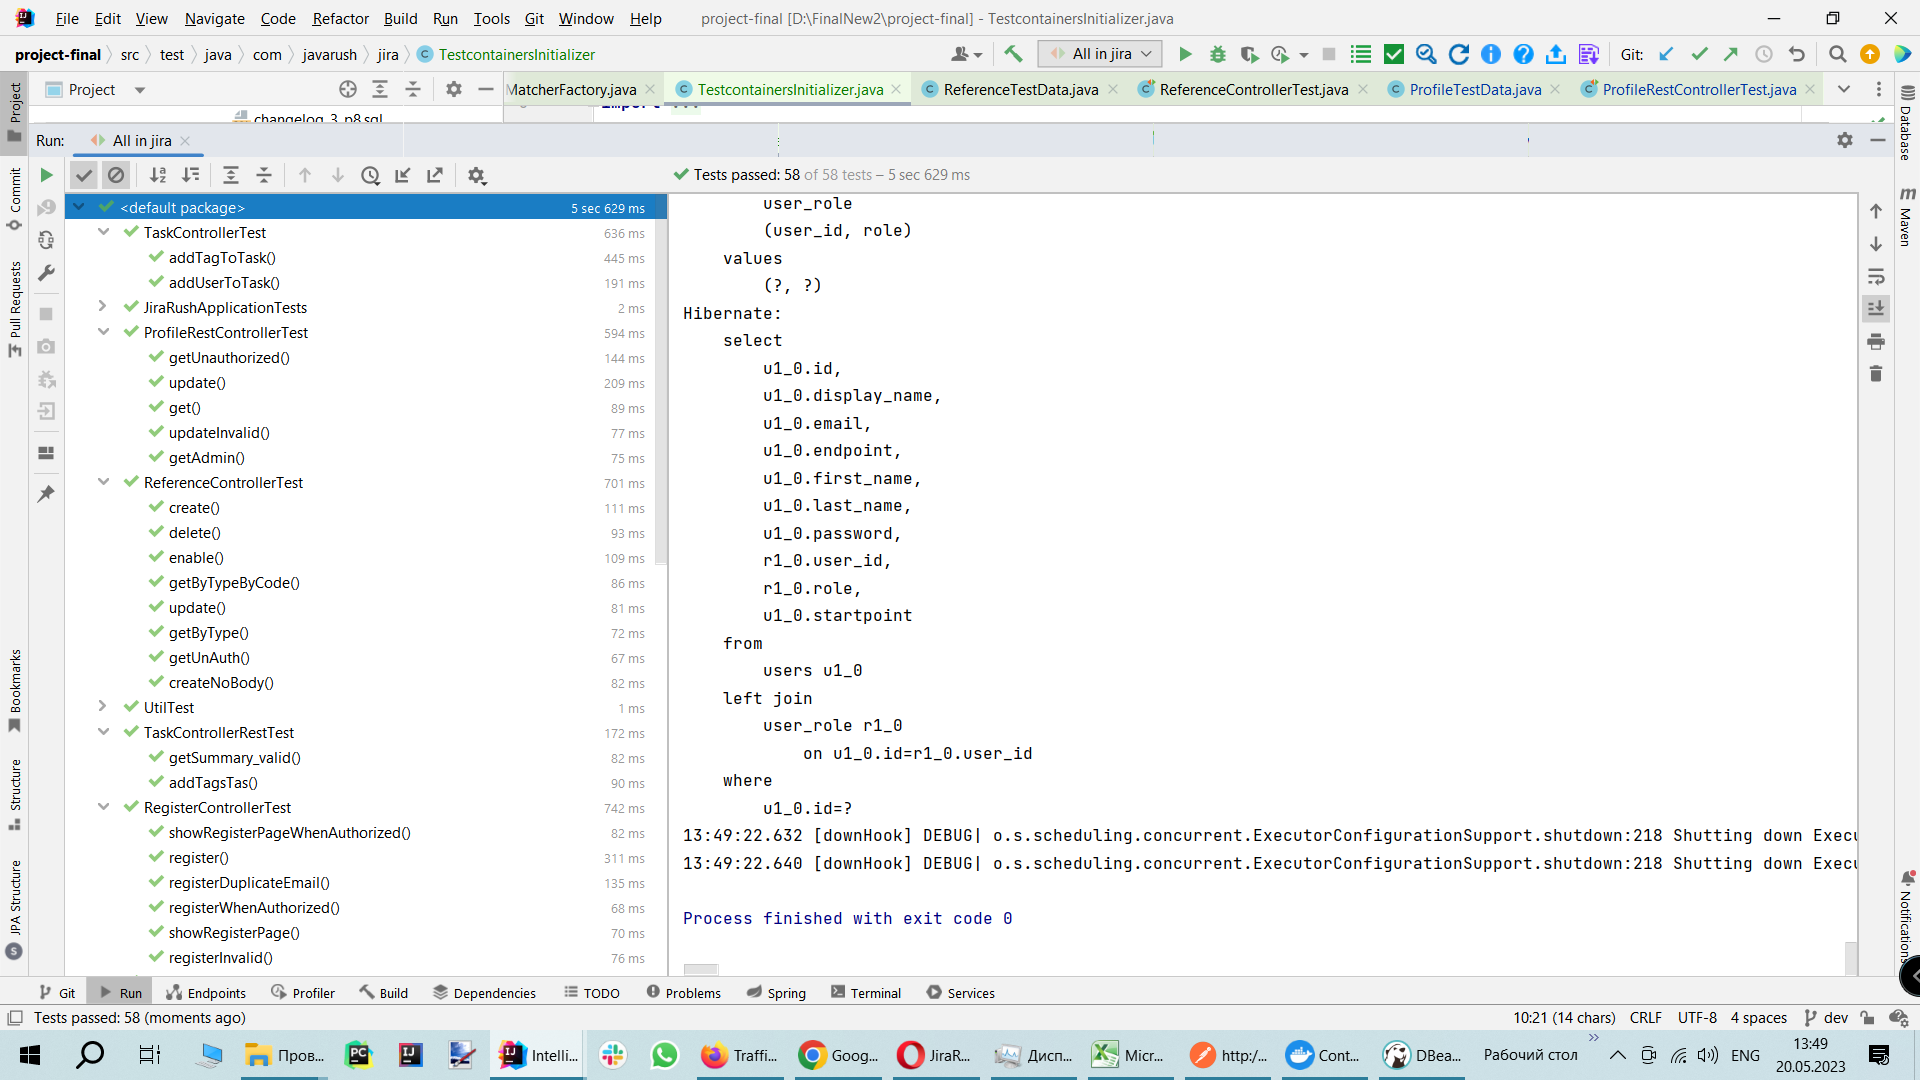 File Edit View Navigate Code Refactor Build Run Tools Git Window Help project-final [D:\FinalNew2\project-final] - TestcontainersInitializer.java
project-final src test java com javarush jira TestcontainersInitializer All in jira Git:
Project MatcherFactory.java TestcontainersInitializer.java ReferenceTestData.java ReferenceControllerTest.java ProfileTestData.java ProfileRestControllerTest.java
changelog_3_p8.sql import ...
Run: All in jira
Tests passed: 58 of 58 tests – 5 sec 629 ms
<default package> 5 sec 629 ms
TaskControllerTest 636 ms
addTagToTask() 445 ms
addUserToTask() 191 ms
JiraRushApplicationTests 2 ms
ProfileRestControllerTest 594 ms
getUnauthorized() 144 ms
update() 209 ms
get() 89 ms
updateInvalid() 77 ms
getAdmin() 75 ms
ReferenceControllerTest 701 ms
create() 111 ms
delete() 93 ms
enable() 109 ms
getByTypeByCode() 86 ms
update() 81 ms
getByType() 72 ms
getUnAuth() 67 ms
createNoBody() 82 ms
UtilTest 1 ms
TaskControllerRestTest 172 ms
getSummary_valid() 82 ms
addTagsTas() 90 ms
RegisterControllerTest 742 ms
showRegisterPageWhenAuthorized() 82 ms
register() 311 ms
registerDuplicateEmail() 135 ms
registerWhenAuthorized() 68 ms
showRegisterPage() 70 ms
registerInvalid() 76 ms
user_role
(user_id, role)
values
(?, ?)
Hibernate:
select
u1_0.id,
u1_0.display_name,
u1_0.email,
u1_0.endpoint,
u1_0.first_name,
u1_0.last_name,
u1_0.password,
r1_0.user_id,
r1_0.role,
u1_0.startpoint
from
users u1_0
left join
user_role r1_0
on u1_0.id=r1_0.user_id
where
u1_0.id=?
13:49:22.632 [downHook] DEBUG| o.s.scheduling.concurrent.ExecutorConfigurationSupport.shutdown:218 Shutting down Execu
13:49:22.640 [downHook] DEBUG| o.s.scheduling.concurrent.ExecutorConfigurationSupport.shutdown:218 Shutting down Execu
Process finished with exit code 0
Project
Commit
Pull Requests
Bookmarks
Structure
JPA Structure
Database
Maven
Notifications
Git Run Endpoints Profiler Build Dependencies TODO Problems Spring Terminal Services
Tests passed: 58 (moments ago) 10:21 (14 chars) CRLF UTF-8 4 spaces dev
Пров... Intelli... Traffi... Goog... JiraR... Дисп... Micr... http:/... Cont... DBea... Рабочий стол ENG 13:49
20.05.2023